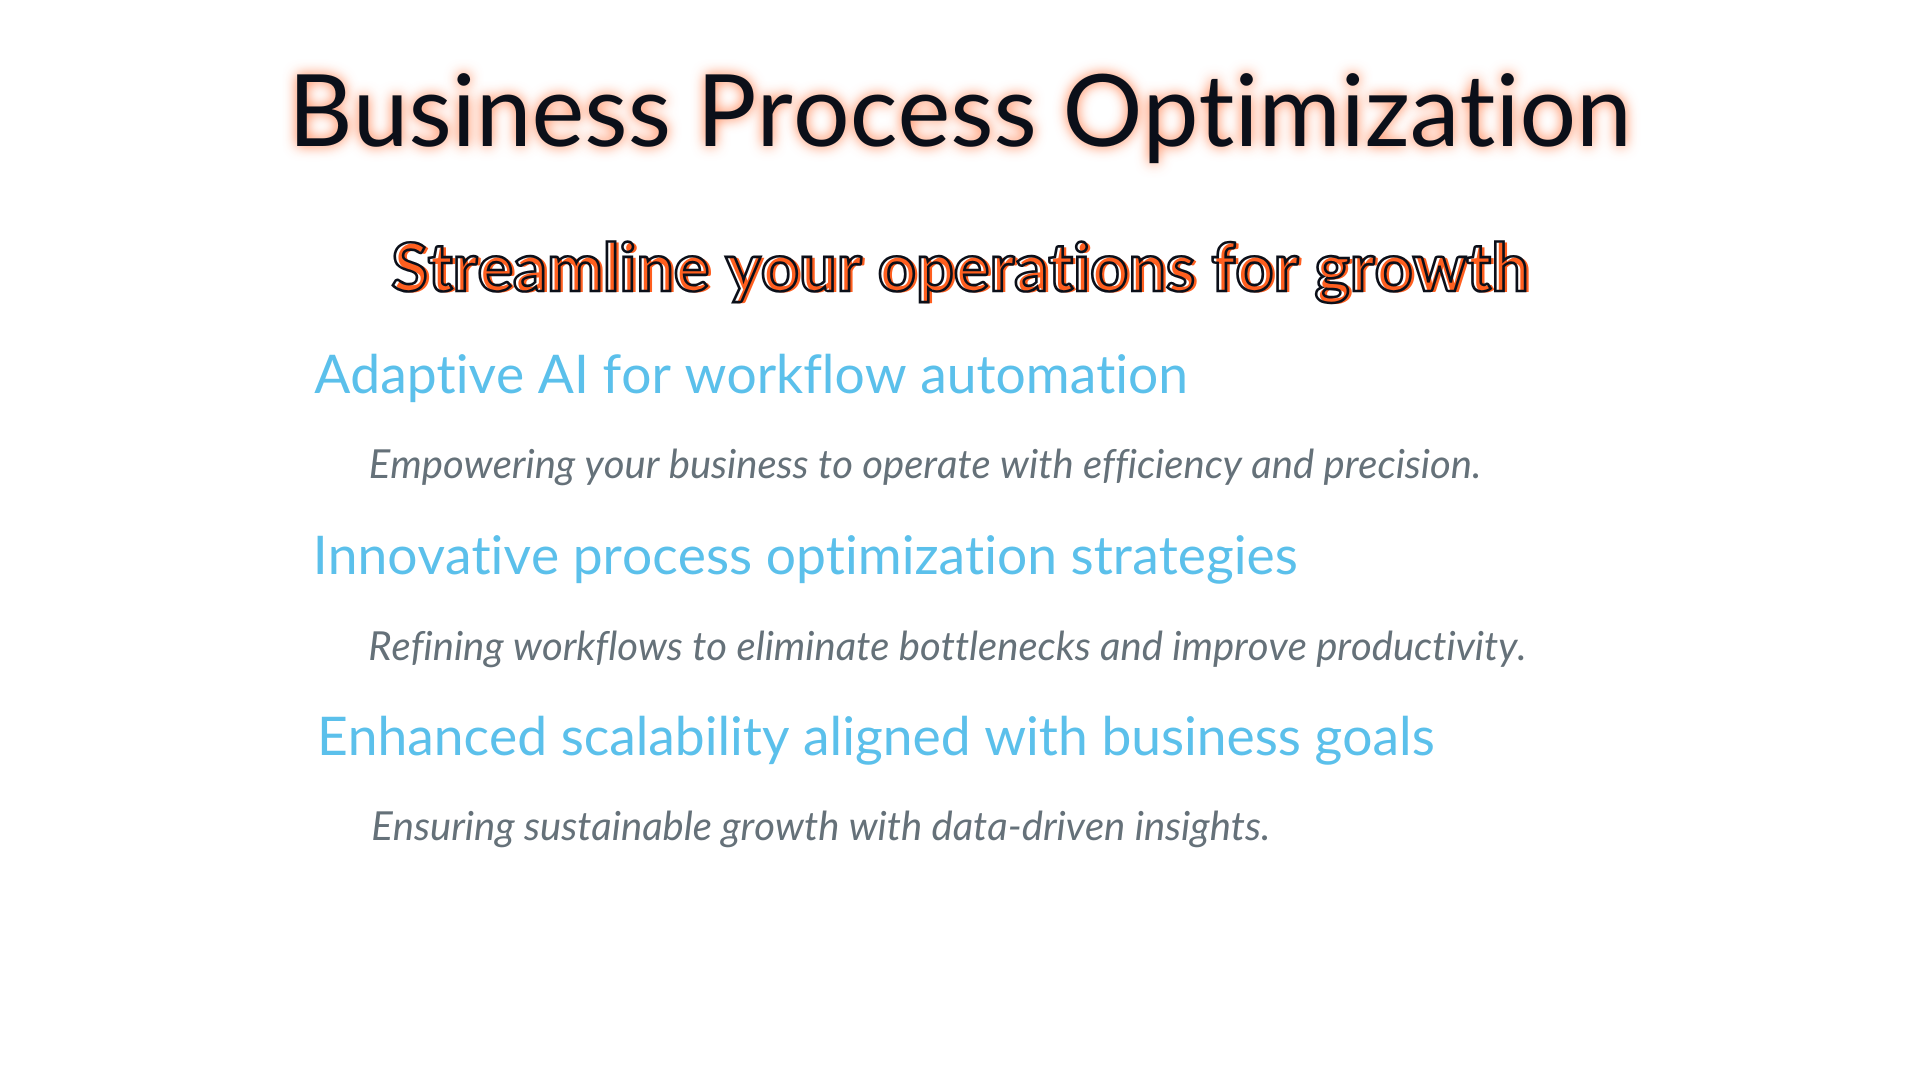 Business Process Optimization
Streamline your operations for growth
Adaptive AI for workflow automation
Empowering your business to operate with efficiency and precision.
Innovative process optimization strategies
Refining workflows to eliminate bottlenecks and improve productivity.
Enhanced scalability aligned with business goals
Ensuring sustainable growth with data-driven insights.